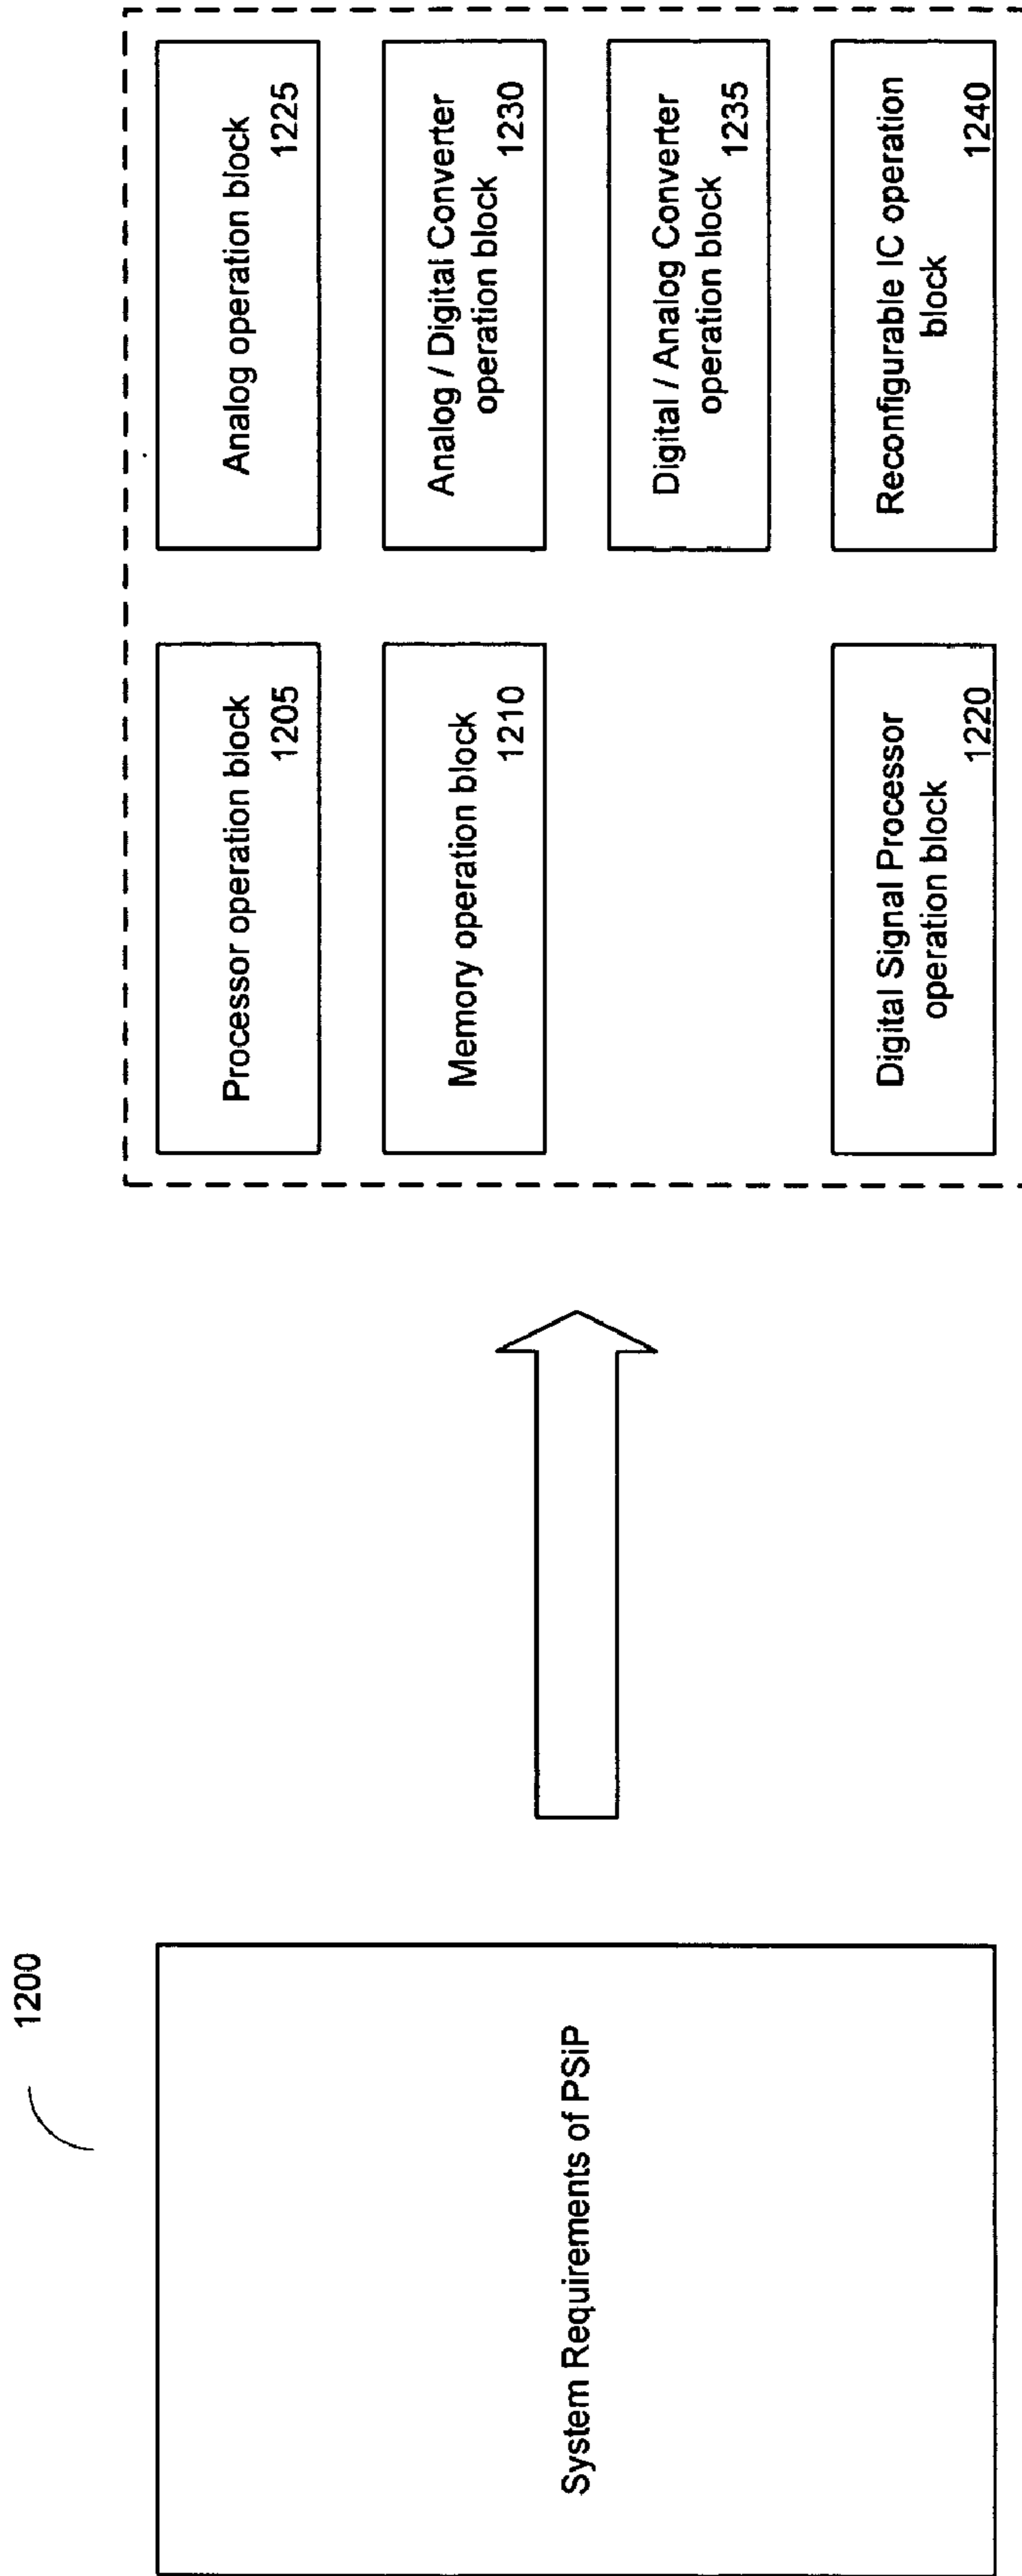 1200
System Requirements of PSiP
Processor operation block
1205
Memory operation block
1210
Digital Signal Processor
operation block
1220
Analog operation block
1225
Analog / Digital Converter
operation block
1230
Digital / Analog Converter
operation block
1235
Reconfigurable IC operation
block
1240